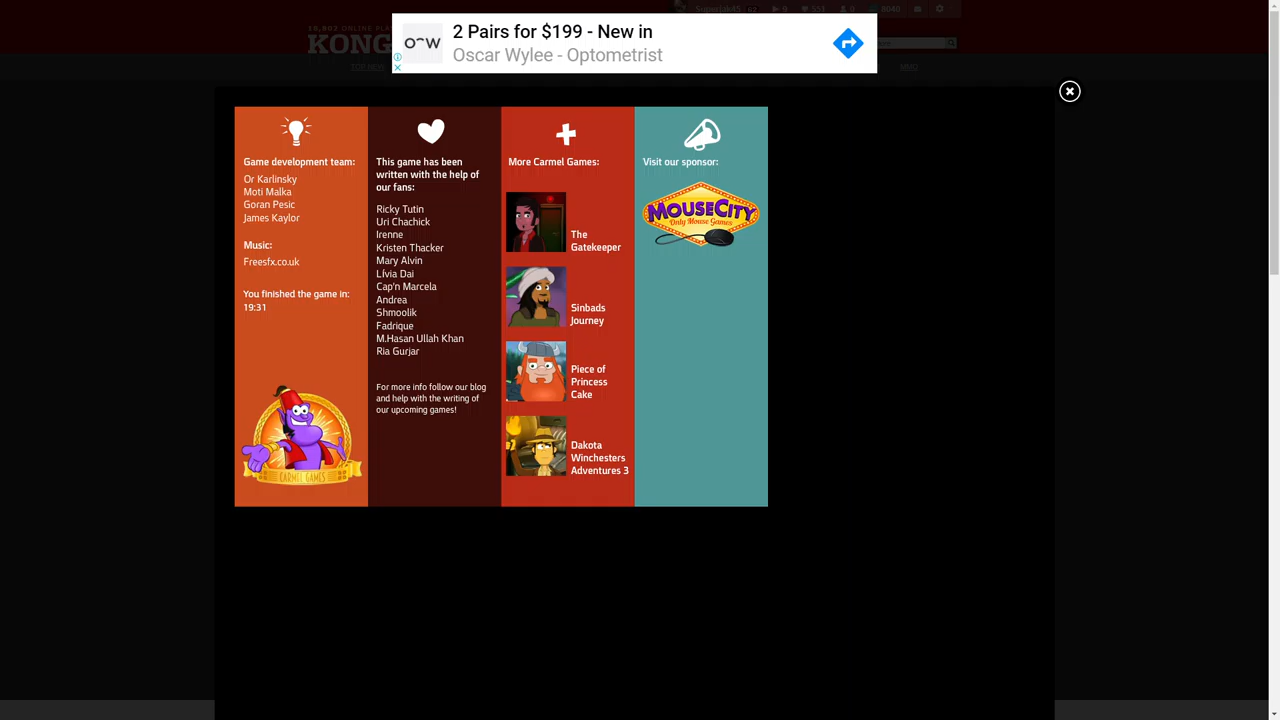 SuperJak45 62
KONG
2 Pairs for $199 - New in
Oscar Wylee - Optometrist
Game development team:
Or Karlinsky
Moti Malka
Goran Pesic
James Kaylor
Music:
Freesfx.co.uk
You finished the game in:
19:31
CARMEL GAMES
This game has been
written with the help of
our fans:
Ricky Tutin
Uri Chachick
Irenne
Kristen Thacker
Mary Alvin
Lívia Dai
Cap'n Marcela
Andrea
Shmoolik
Fadrique
M.Hasan Ullah Khan
Ria Gurjar
For more info follow our blog
and help with the writing of
our upcoming games!
More Carmel Games:
The
Gatekeeper
Sinbads
Journey
Piece of
Princess
Cake
Dakota
Winchesters
Adventures 3
Visit our sponsor:
MOUSECITY
Only Mouse Games